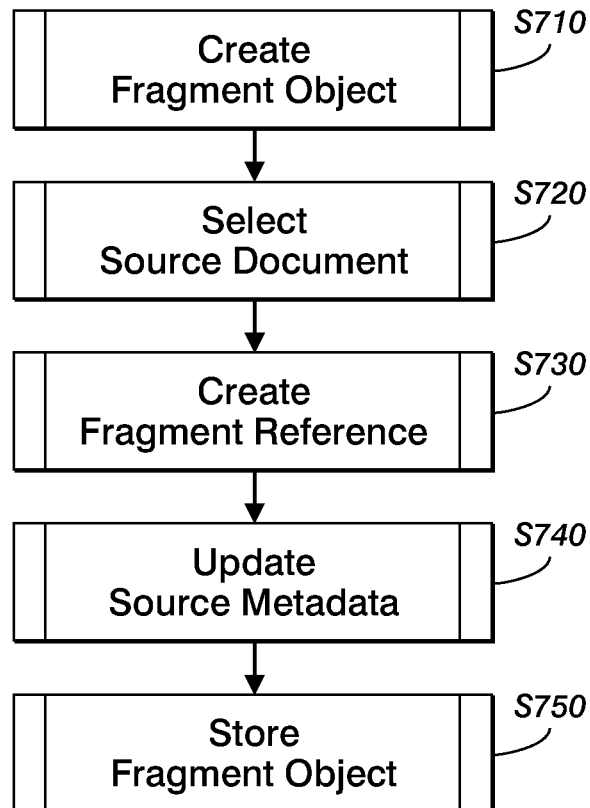 S710
Create
Fragment Object
S720
Select
Source Document
S730
Create
Fragment Reference
S740
Update
Source Metadata
S750
Store
Fragment Object